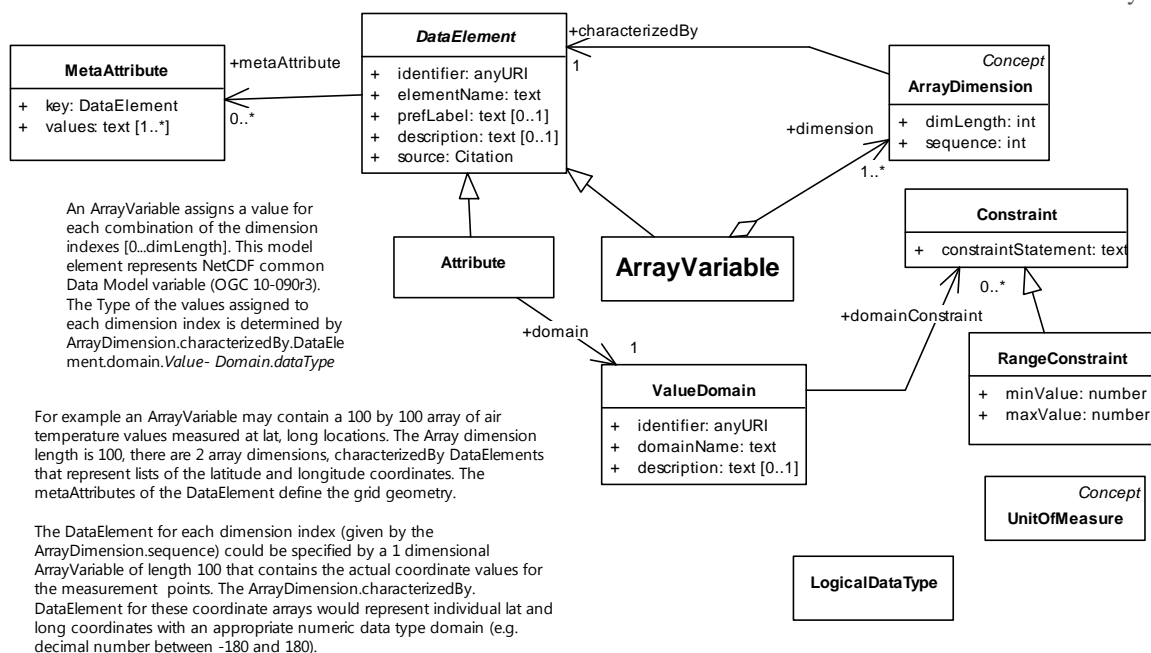 y
DataElement
+ identifier: anyURI
+ elementName: text
+ prefLabel: text [0..1]
+ description: text [0..1]
+ source: Citation
MetaAttribute
+ key: DataElement
+ values: text [1..*]
+metaAttribute
0..*
+characterizedBy
1
Concept
ArrayDimension
+ dimLength: int
+ sequence: int
+dimension
1..*
An ArrayVariable assigns a value for
each combination of the dimension
indexes [0...dimLength]. This model
element represents NetCDF common
Data Model variable (OGC 10-090r3).
The Type of the values assigned to
each dimension index is determined by
ArrayDimension.characterizedBy.DataEle
ment.domain.Value- Domain.dataType
Attribute
ArrayVariable
Constraint
+ constraintStatement: text
0..*
+domainConstraint
+domain
1
RangeConstraint
+ minValue: number
+ maxValue: number
ValueDomain
+ identifier: anyURI
+ domainName: text
+ description: text [0..1]
For example an ArrayVariable may contain a 100 by 100 array of air
temperature values measured at lat, long locations. The Array dimension
length is 100, there are 2 array dimensions, characterizedBy DataElements
that represent lists of the latitude and longitude coordinates. The
metaAttributes of the DataElement define the grid geometry.
Concept
UnitOfMeasure
The DataElement for each dimension index (given by the
ArrayDimension.sequence) could be specified by a 1 dimensional
ArrayVariable of length 100 that contains the actual coordinate values for
the measurement points. The ArrayDimension.characterizedBy.
DataElement for these coordinate arrays would represent individual lat and
long coordinates with an appropriate numeric data type domain (e.g.
decimal number between -180 and 180).
LogicalDataType